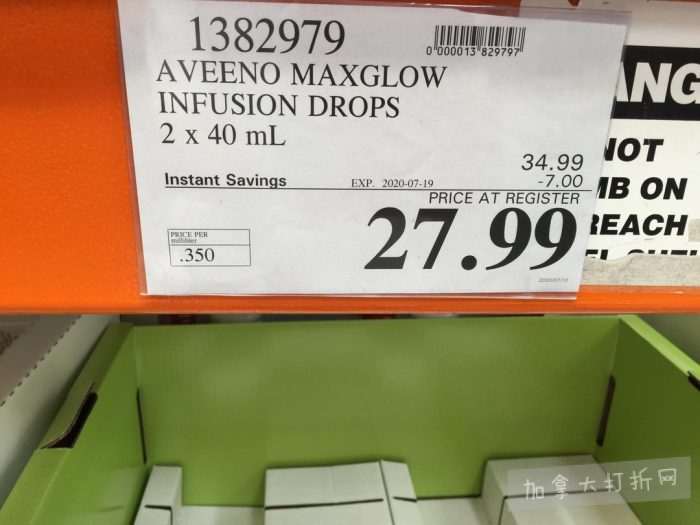 1382979
0 000013 829797
AVEENO MAXGLOW
INFUSION DROPS
2 x 40 mL
34.99
Instant Savings EXP. 2020-07-19 -7.00
PRICE AT REGISTER
27.99
PRICE PER
milliliter
.350
ANG
NOT
MB ON
REACH
加拿大打折网